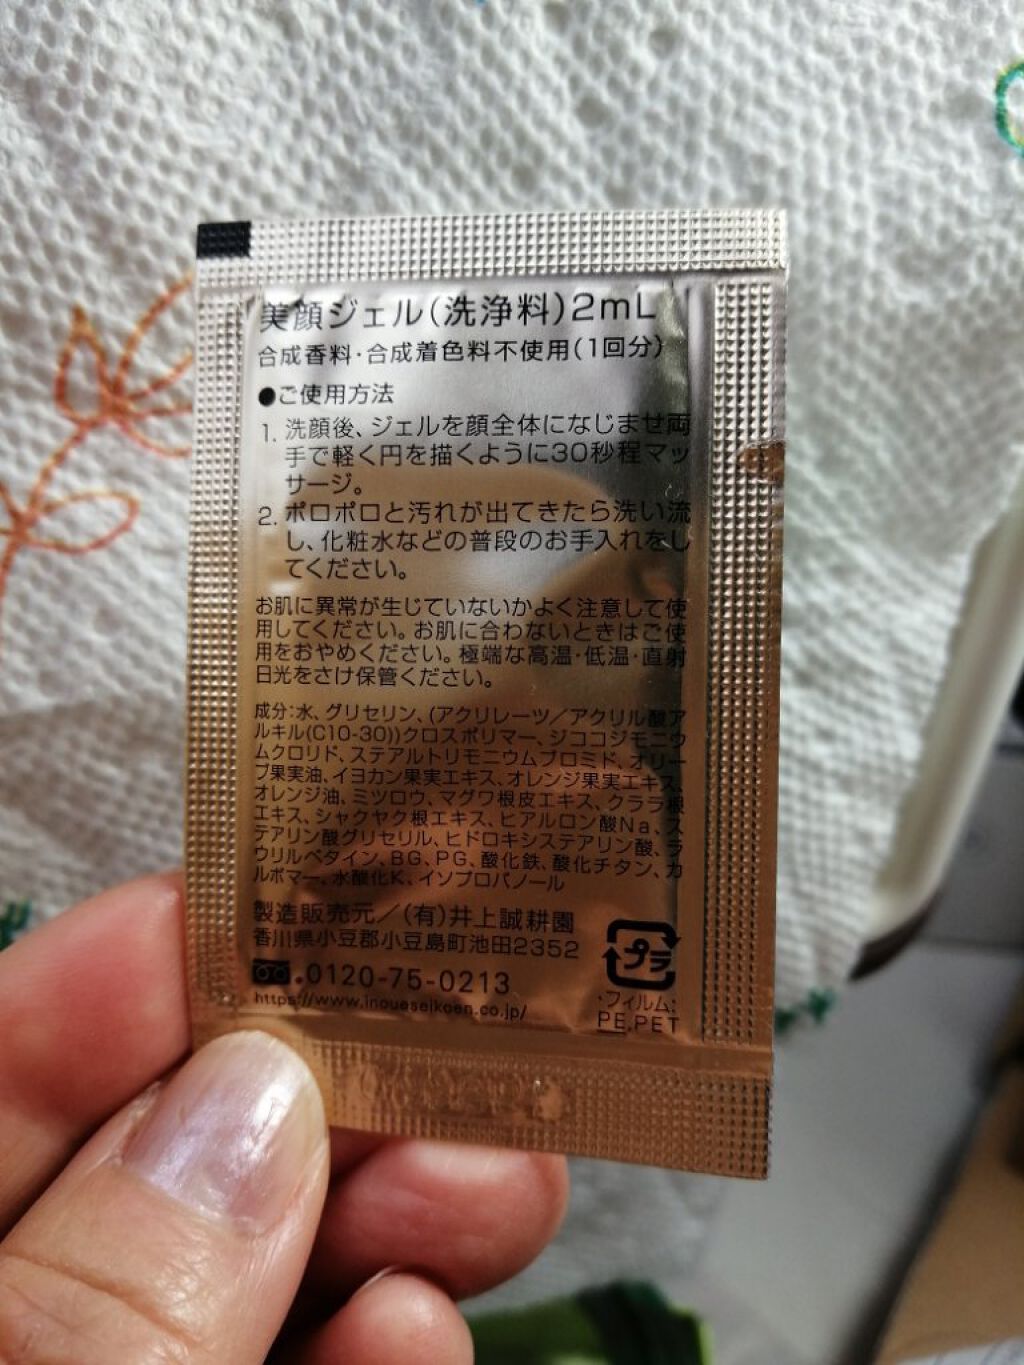 美顔ジェル(洗浄料)2mL
合成香料・合成着色料不使用(1回分)
●ご使用方法
1. 洗顔後、ジェルを顔全体になじませ両
手で軽く円を描くように30秒程マッ
サージ。
2. ポロポロと汚れが出てきたら洗い流
し、化粧水などの普段のお手入れをし
てください。
お肌に異常が生じていないかよく注意して使
用してください。お肌に合わないときはご使
用をおやめください。極端な高温・低温・直射
日光をさけ保管ください。
成分:水、グリセリン、(アクリレーツ/アクリル酸ア
ルキル(C10-30))クロスポリマー、ジココジモニウ
ムクロリド、ステアルトリモニウムブロミド、オリー
ブ果実油、イヨカン果実エキス、オレンジ果実エキス、
オレンジ油、ミツロウ、マグワ根皮エキス、クララ根
エキス、シャクヤク根エキス、ヒアルロン酸Na、ス
テアリン酸グリセリル、ヒドロキシステアリン酸、ラ
ウリルベタイン、BG、PG、酸化鉄、酸化チタン、カ
ルボマー、水酸化K、イソプロパノール
製造販売元/(有)井上誠耕園
香川県小豆郡小豆島町池田2352
0120-75-0213
https://www.inoueseikoen.co.jp/
プラ
・フィルム:
PE,PET